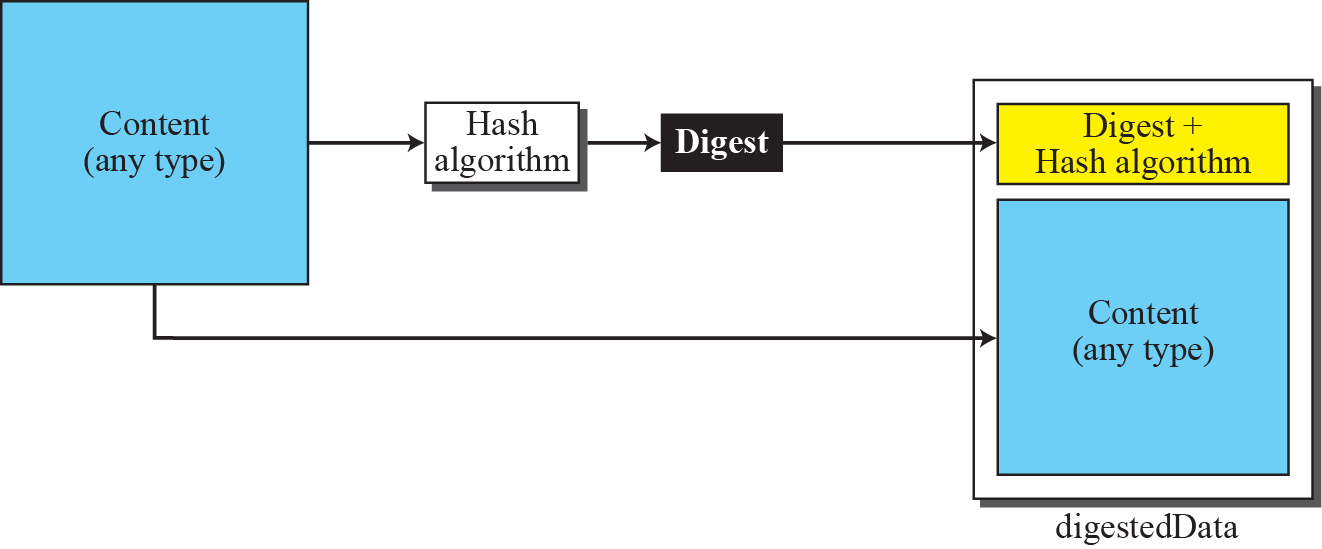 Content
(any type)
Hash
algorithm
Digest
Digest +
Hash algorithm
Content
(any type)
digestedData